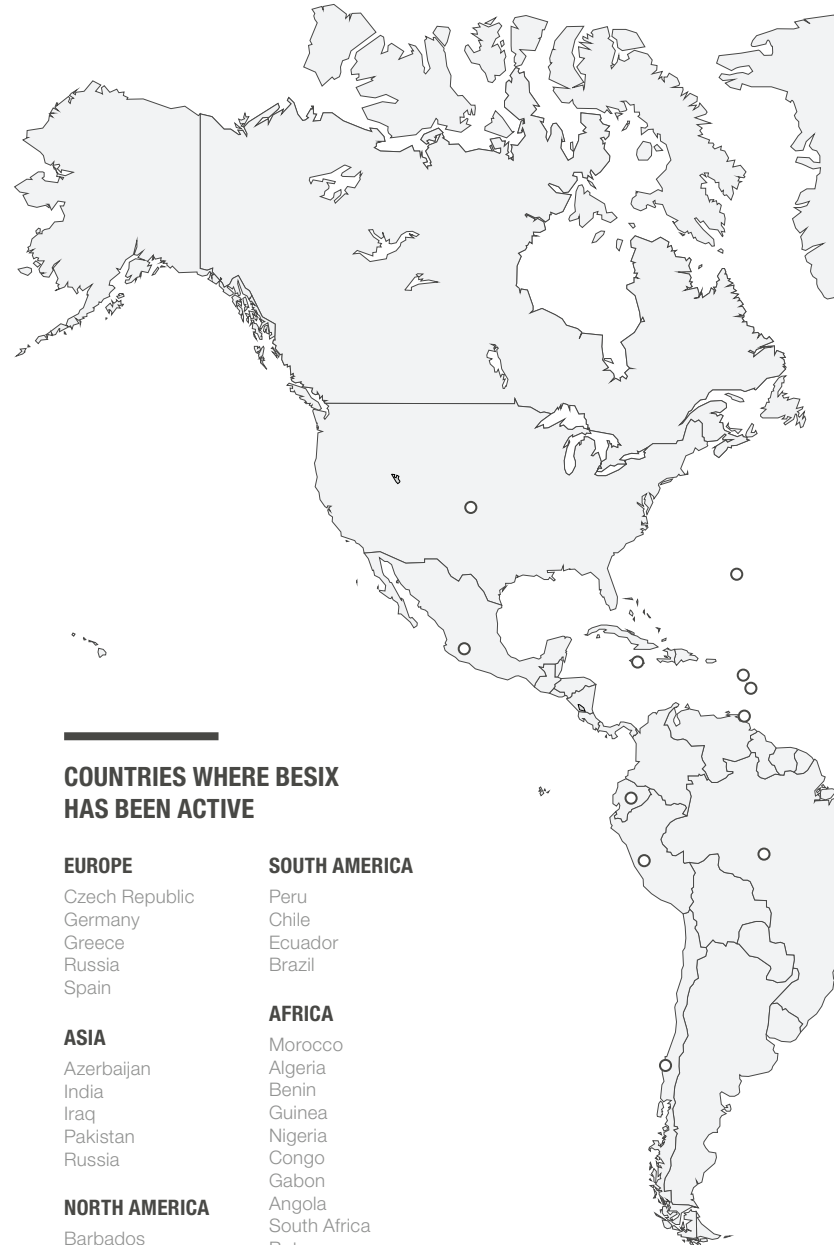 COUNTRIES WHERE BESIX
HAS BEEN ACTIVE
EUROPE
Czech Republic
Germany
Greece
Russia
Spain
ASIA
Azerbaijan
India
Iraq
Pakistan
Russia
NORTH AMERICA
Barbados
SOUTH AMERICA
Peru
Chile
Ecuador
Brazil
AFRICA
Morocco
Algeria
Benin
Guinea
Nigeria
Congo
Gabon
Angola
South Africa